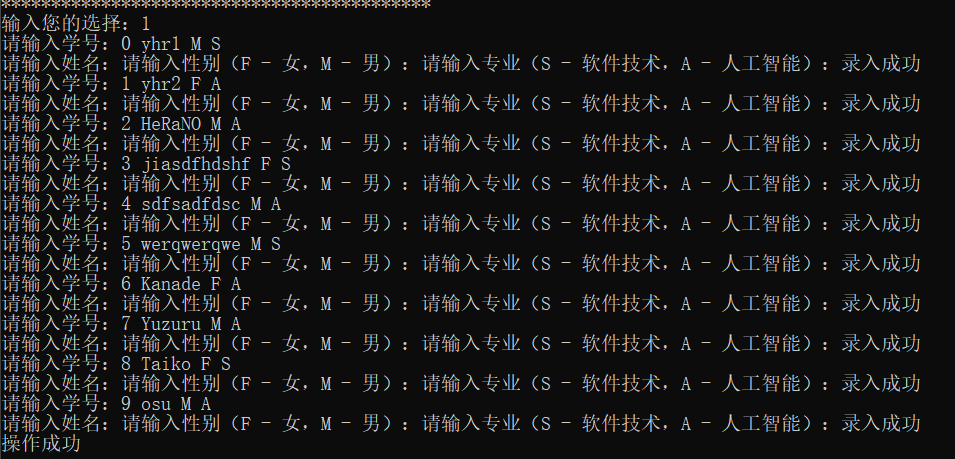 *******************************************
输入您的选择：1
请输入学号：0 yhr1 M S
请输入姓名：请输入性别（F - 女，M - 男）：请输入专业（S - 软件技术，A - 人工智能）：录入成功
请输入学号：1 yhr2 F A
请输入姓名：请输入性别（F - 女，M - 男）：请输入专业（S - 软件技术，A - 人工智能）：录入成功
请输入学号：2 HeRaNO M A
请输入姓名：请输入性别（F - 女，M - 男）：请输入专业（S - 软件技术，A - 人工智能）：录入成功
请输入学号：3 jiasdfhdshf F S
请输入姓名：请输入性别（F - 女，M - 男）：请输入专业（S - 软件技术，A - 人工智能）：录入成功
请输入学号：4 sdfsadfdsc M A
请输入姓名：请输入性别（F - 女，M - 男）：请输入专业（S - 软件技术，A - 人工智能）：录入成功
请输入学号：5 werqwerqwe M S
请输入姓名：请输入性别（F - 女，M - 男）：请输入专业（S - 软件技术，A - 人工智能）：录入成功
请输入学号：6 Kanade F A
请输入姓名：请输入性别（F - 女，M - 男）：请输入专业（S - 软件技术，A - 人工智能）：录入成功
请输入学号：7 Yuzuru M A
请输入姓名：请输入性别（F - 女，M - 男）：请输入专业（S - 软件技术，A - 人工智能）：录入成功
请输入学号：8 Taiko F S
请输入姓名：请输入性别（F - 女，M - 男）：请输入专业（S - 软件技术，A - 人工智能）：录入成功
请输入学号：9 osu M A
请输入姓名：请输入性别（F - 女，M - 男）：请输入专业（S - 软件技术，A - 人工智能）：录入成功
操作成功